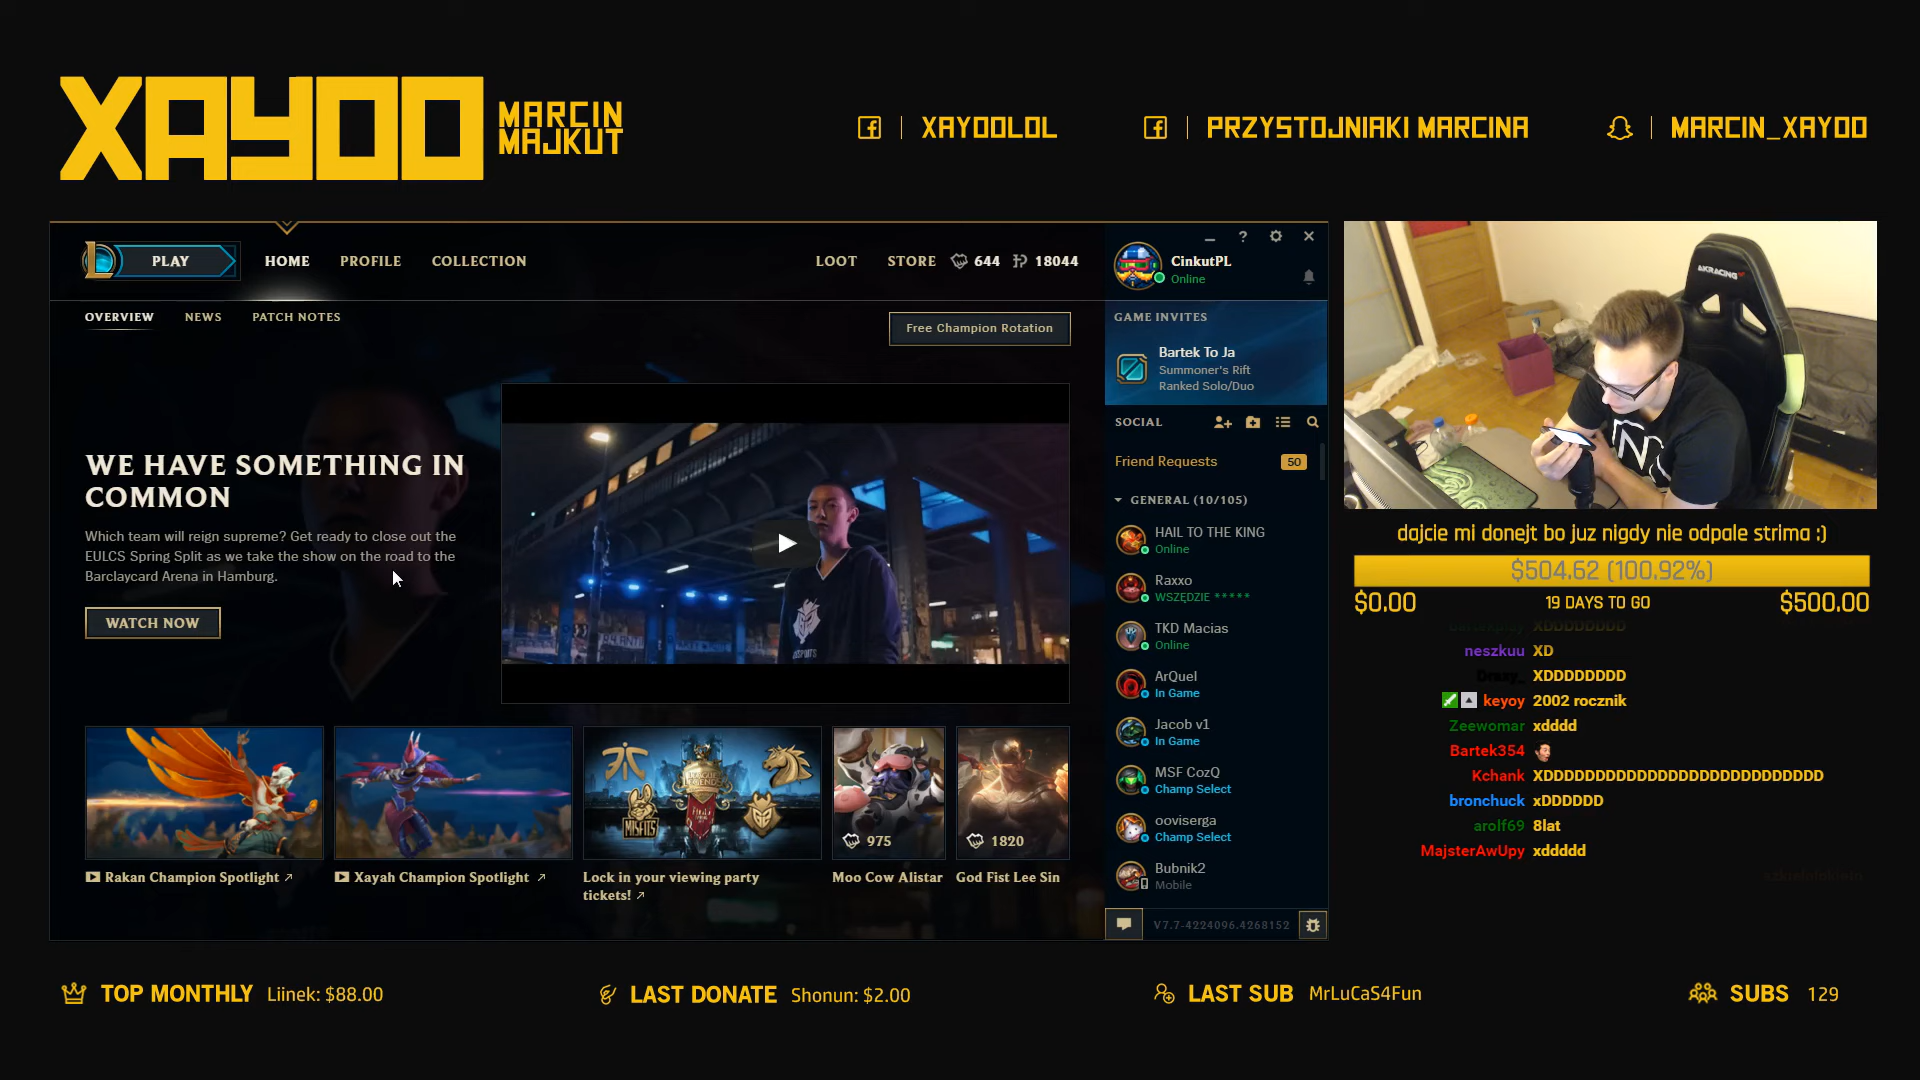 XAYOO
MARCIN
MAJKUT
XAYOOLOL
PRZYSTOJNIAKI MARCINA
MARCIN_XAYOO
PLAY
HOME
PROFILE
COLLECTION
LOOT
STORE
644
18044
CinkutPL
Online
OVERVIEW
NEWS
PATCH NOTES
Free Champion Rotation
GAME INVITES
Bartek To Ja
Summoner's Rift
Ranked Solo/Duo
WE HAVE SOMETHING IN
COMMON
Which team will reign supreme? Get ready to close out the
EULCS Spring Split as we take the show on the road to the
Barclaycard Arena in Hamburg.
WATCH NOW
SOCIAL
Friend Requests
50
GENERAL (10/105)
HAIL TO THE KING
Online
Raxxo
WSZĘDZIE *****
TKD Macias
Online
ArQuel
In Game
Jacob v1
In Game
MSF CozQ
Champ Select
ooviserga
Champ Select
Bubnik2
Mobile
V7.7-4224096.4268152
MISFITS
975
1820
Rakan Champion Spotlight
Xayah Champion Spotlight
Lock in your viewing party
tickets!
Moo Cow Alistar
God Fist Lee Sin
AKRACING
dajcie mi donejt bo juz nigdy nie odpale strima :)
$504.62 (100.92%)
$0.00
19 DAYS TO GO
$500.00
XDDDDDDDD
neszkuu XD
XDDDDDDDD
keyoy 2002 rocznik
Zeewomar xdddd
Bartek354
Kchank XDDDDDDDDDDDDDDDDDDDDDDDDDDD
bronchuck xDDDDDD
arolf69 8lat
MajsterAwUpy xddddd
TOP MONTHLY Liinek: $88.00
LAST DONATE Shonun: $2.00
LAST SUB MrLuCaS4Fun
SUBS 129